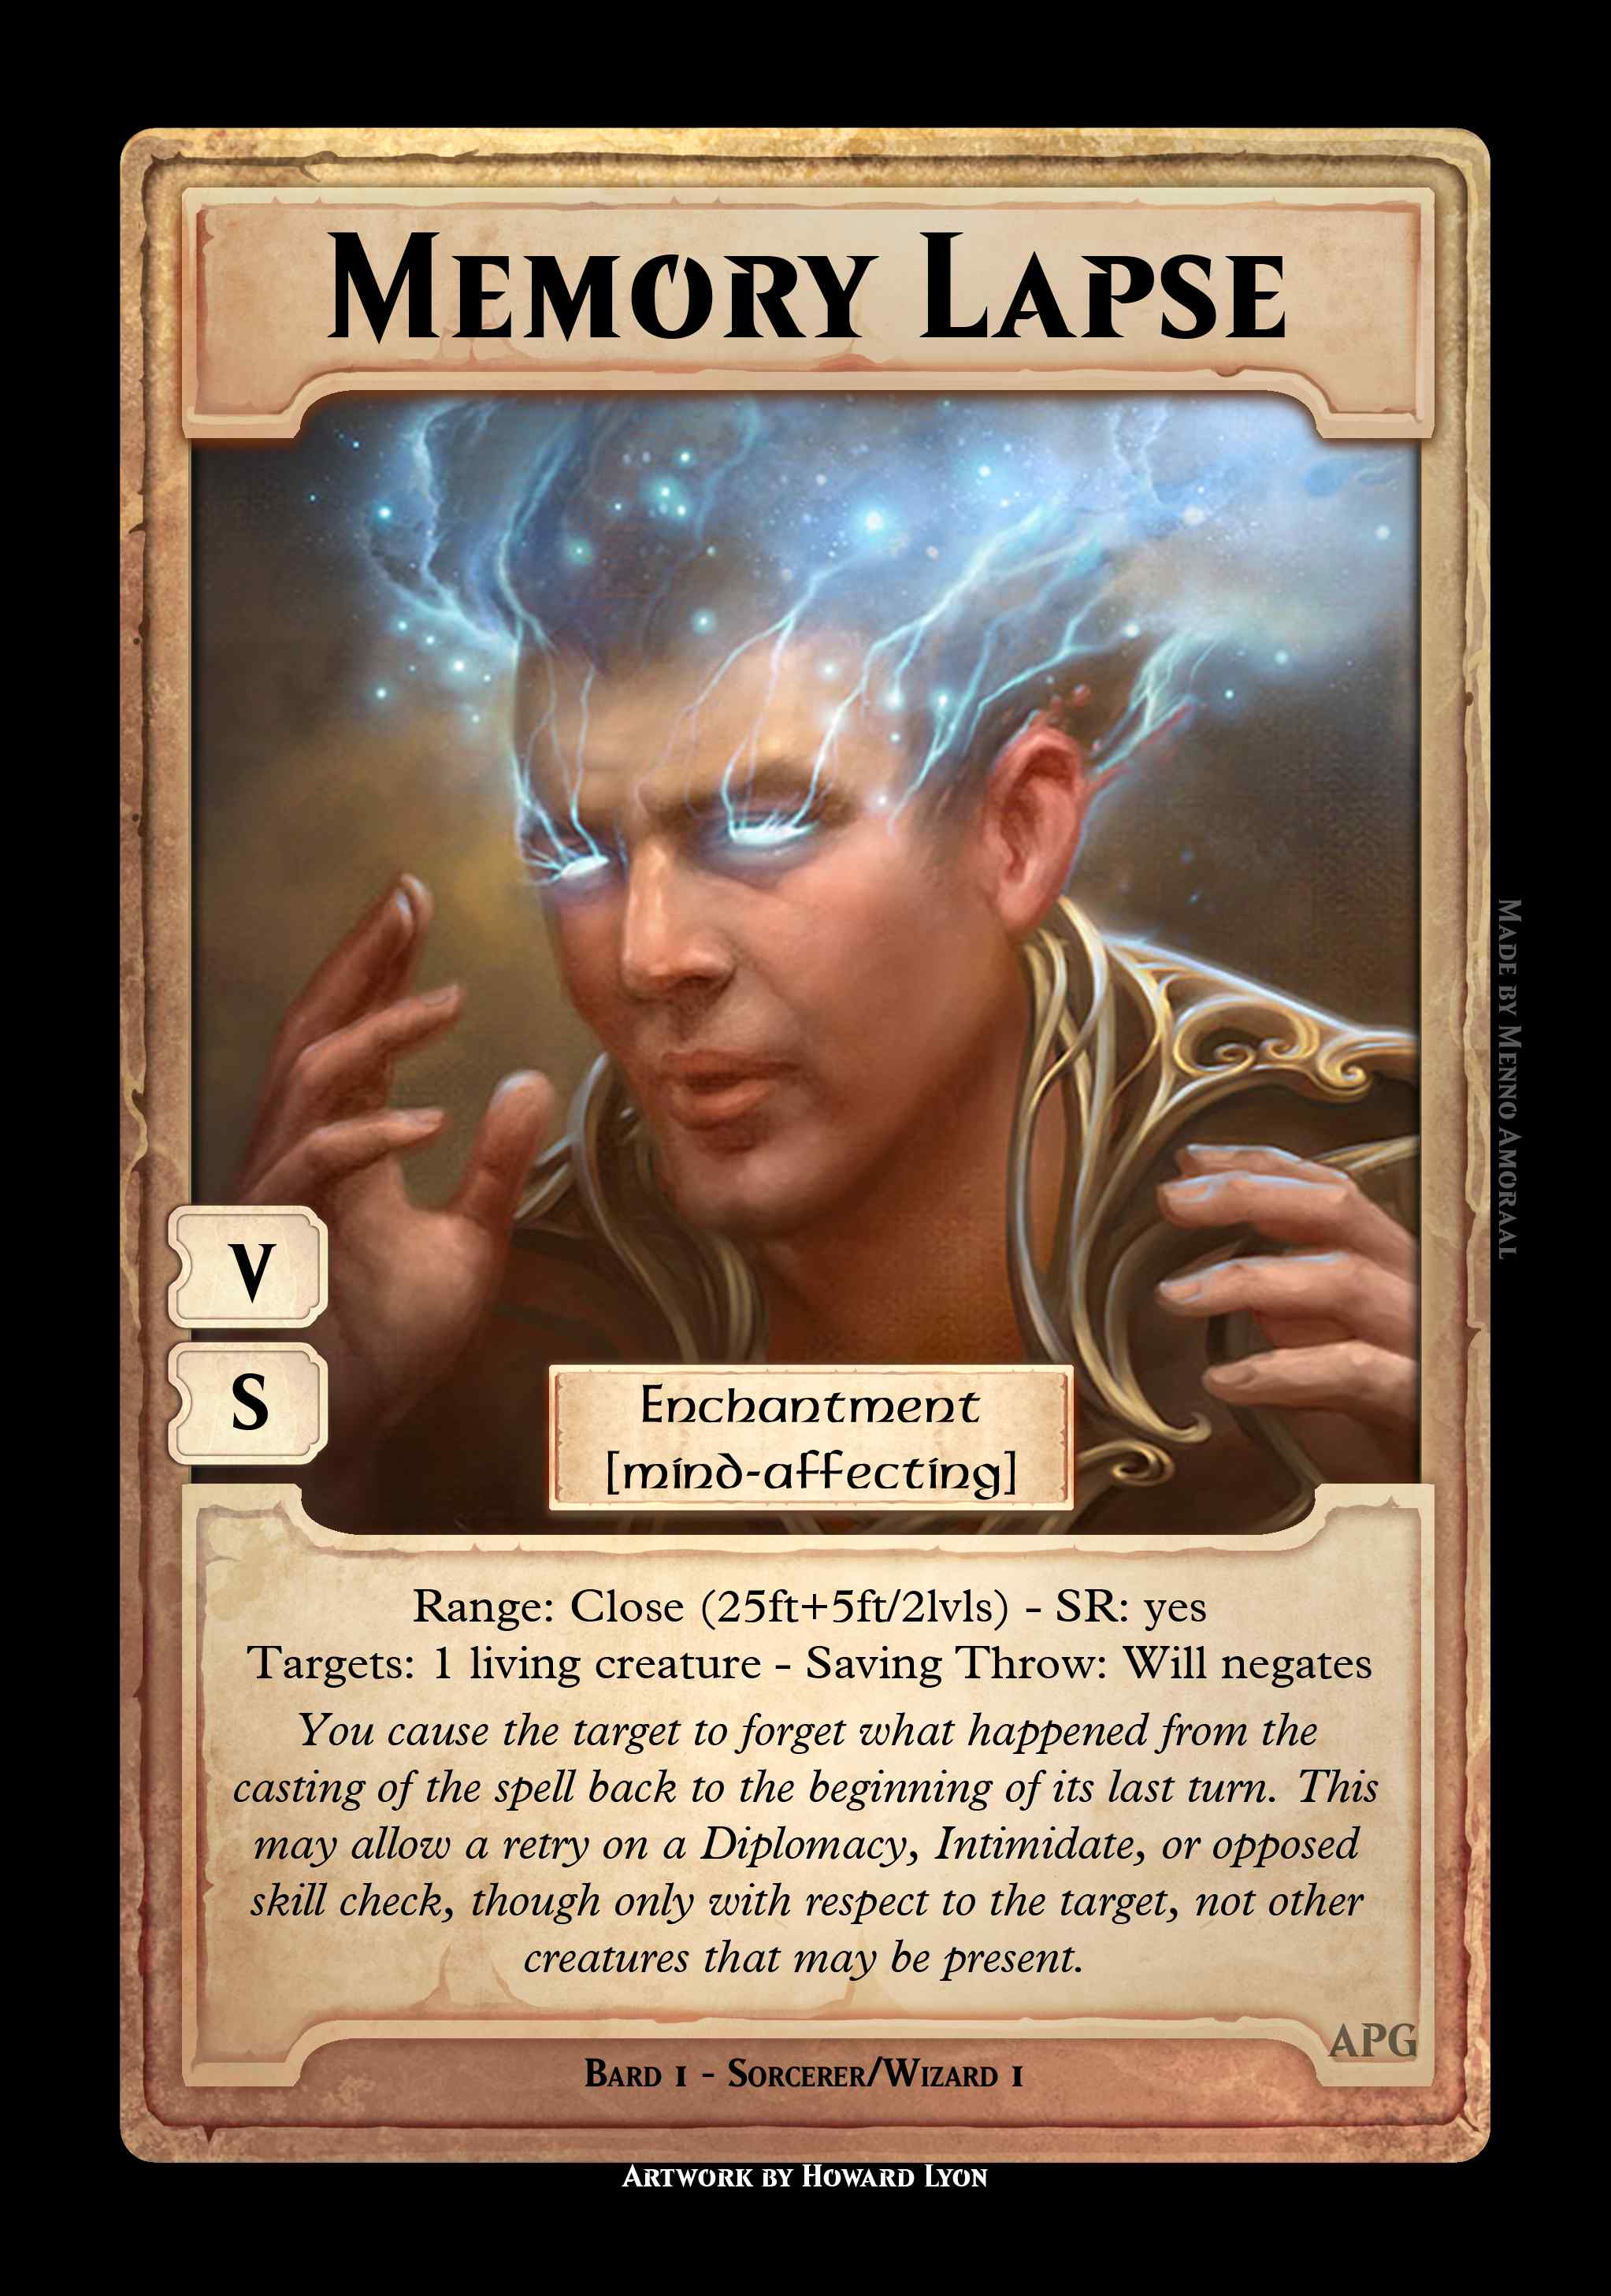 Memory Lapse
V
S
Enchantment
[mind-affecting]
Range: Close (25ft+5ft/2lvls) - SR: yes
Targets: 1 living creature - Saving Throw: Will negates
You cause the target to forget what happened from the
casting of the spell back to the beginning of its last turn. This
may allow a retry on a Diplomacy, Intimidate, or opposed
skill check, though only with respect to the target, not other
creatures that may be present.
APG
Bard 1 - Sorcerer/Wizard 1
Artwork by Howard Lyon
Made by Menno Amoraal